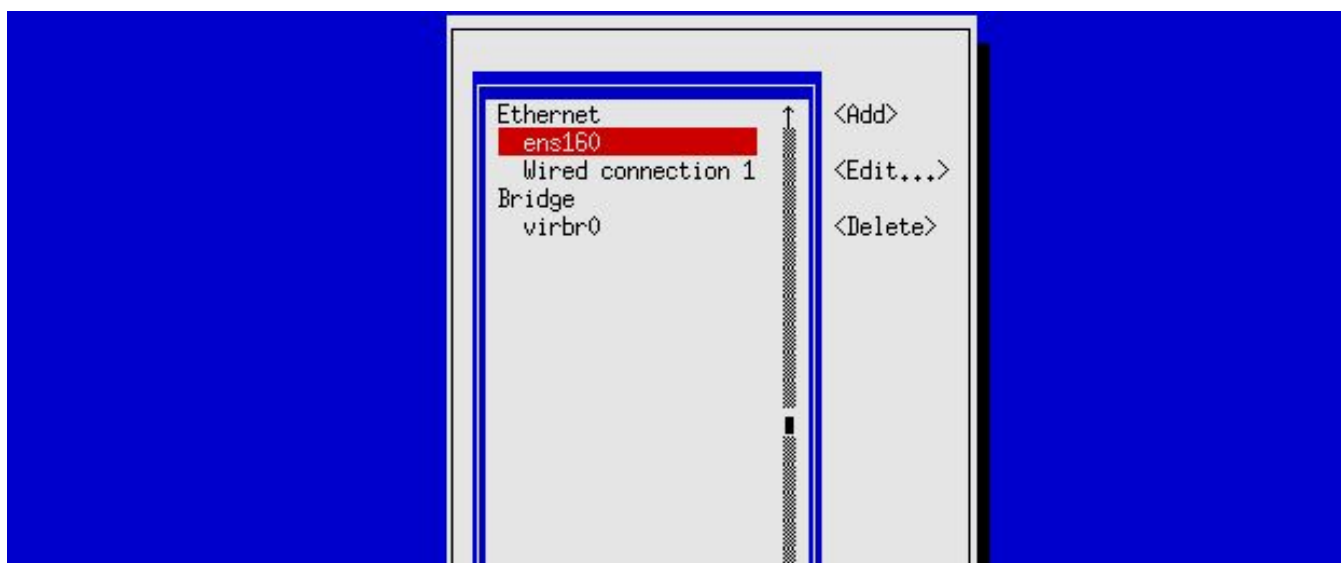 Ethernet ↑ <Add>
ens160
Wired connection 1 <Edit...>
Bridge
virbr0 <Delete>